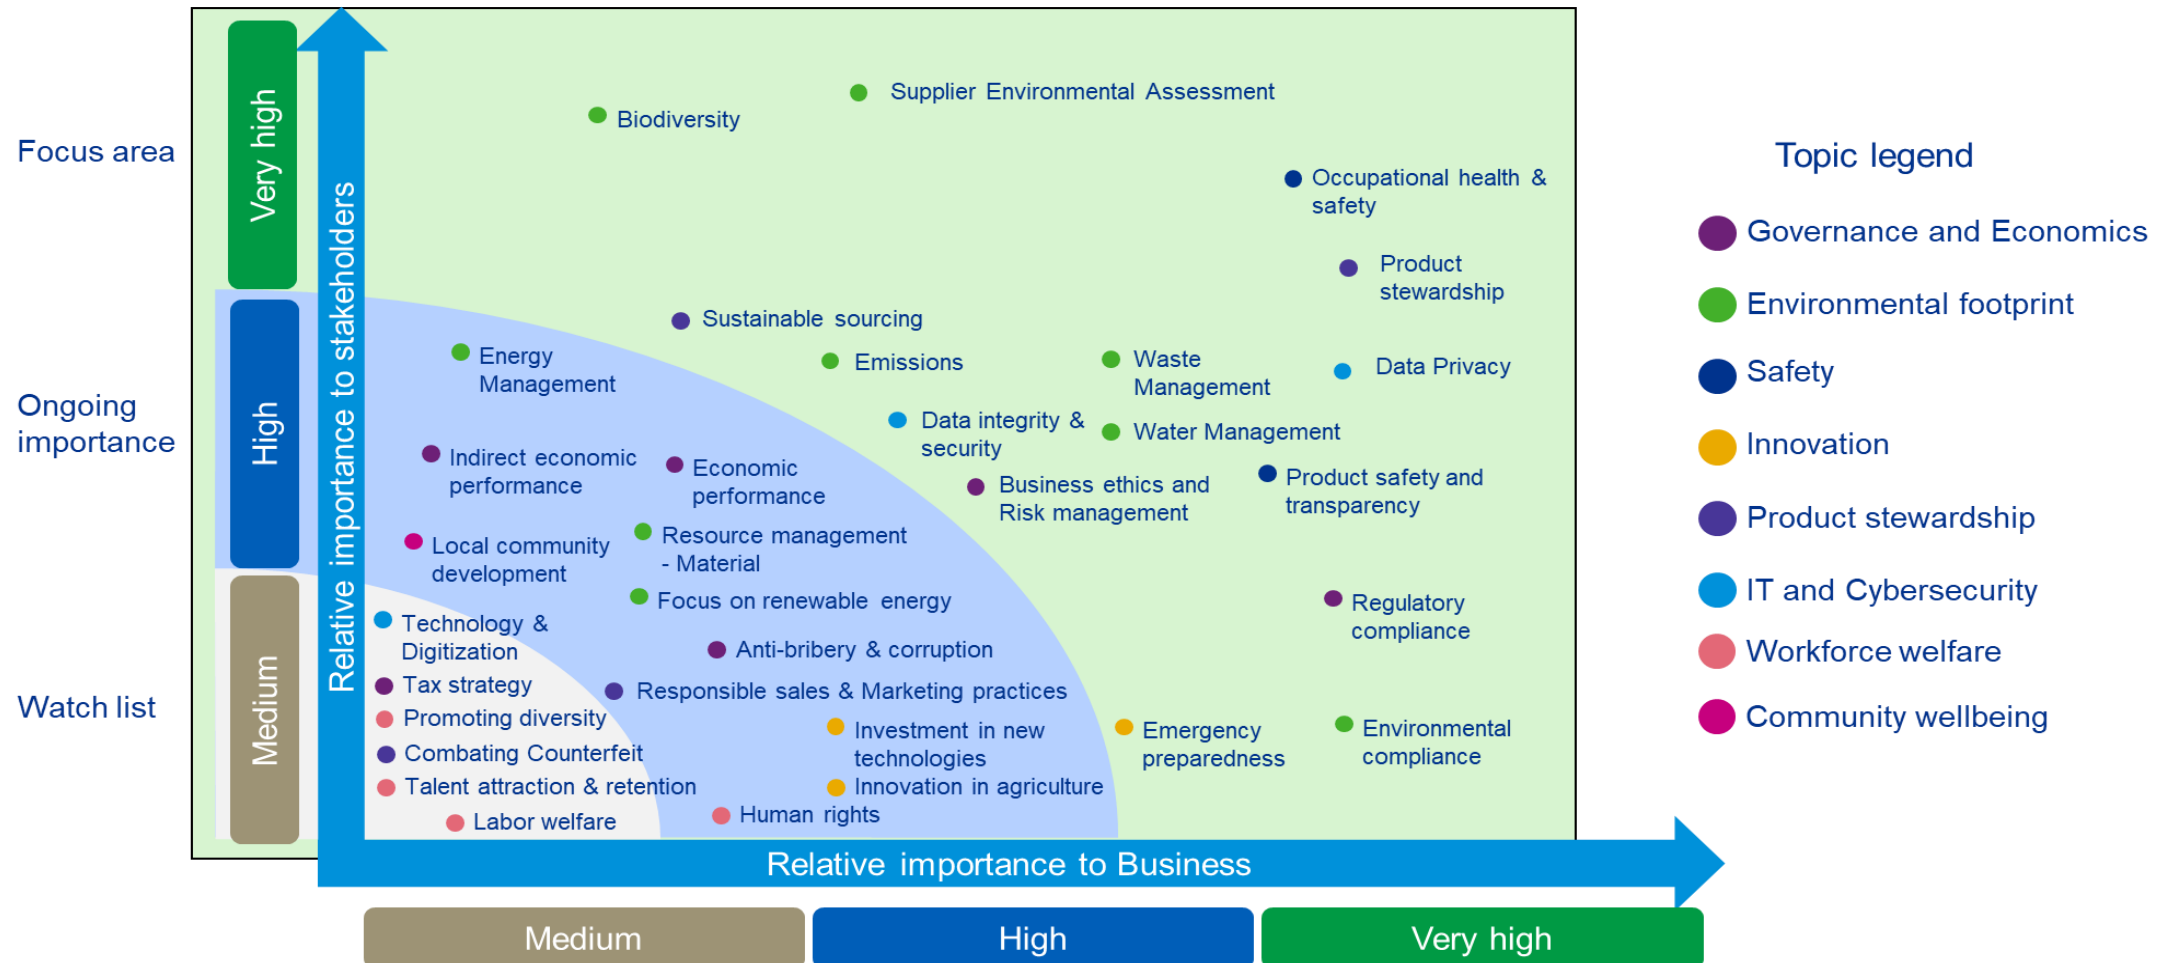 Focus area
Ongoing
importance
Watch list
Very high
High
Medium
Relative importance to stakeholders
Supplier Environmental Assessment
Biodiversity
Occupational health &
safety
Product
stewardship
Sustainable sourcing
Energy
Management
Emissions
Waste
Management
Data Privacy
Data integrity &
security
Water Management
Indirect economic
performance
Economic
performance
Business ethics and
Risk management
Product safety and
transparency
Local community
development
Resource management
- Material
Focus on renewable energy
Regulatory
compliance
Technology &
Digitization
Anti-bribery & corruption
Tax strategy
Responsible sales & Marketing practices
Promoting diversity
Investment in new
technologies
Emergency
preparedness
Environmental
compliance
Combating Counterfeit
Talent attraction & retention
Innovation in agriculture
Human rights
Labor welfare
Relative importance to Business
Medium
High
Very high
Topic legend
Governance and Economics
Environmental footprint
Safety
Innovation
Product stewardship
IT and Cybersecurity
Workforce welfare
Community wellbeing